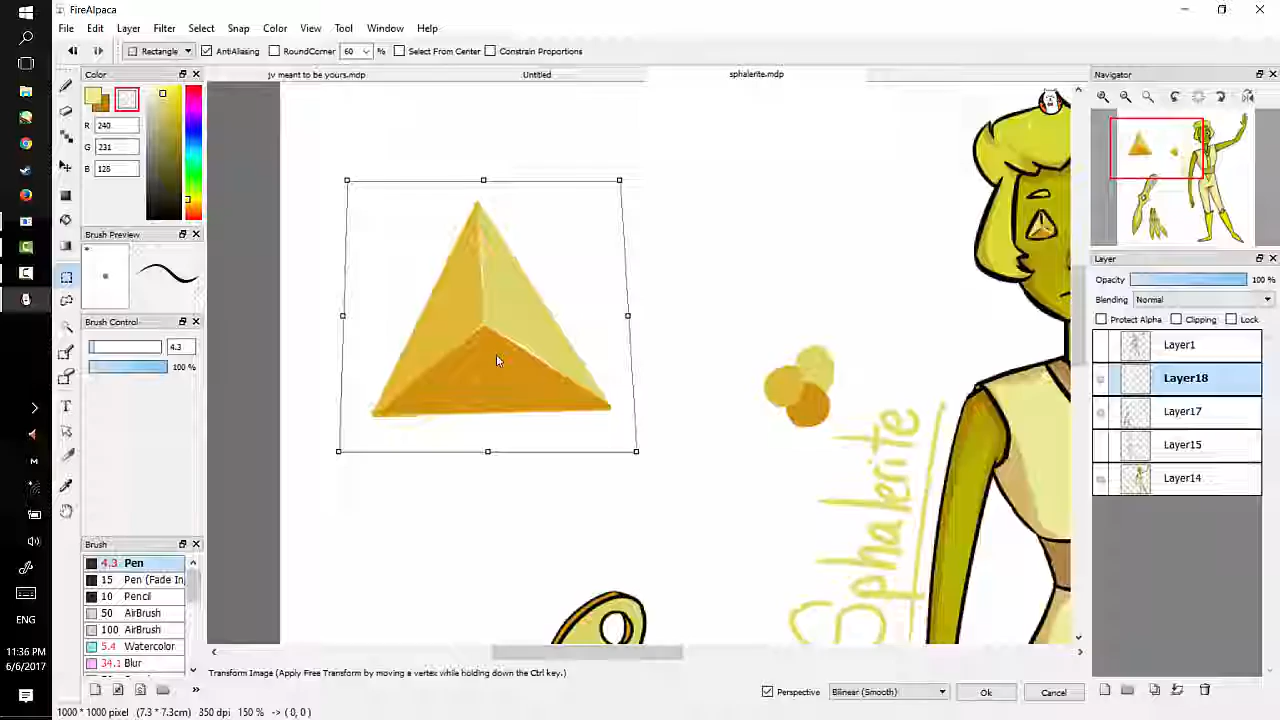 FireAlpaca
File Edit Layer Filter Select Snap Color View Tool Window Help
Rectangle AntiAliasing RoundCorner 60 % Select From Center Constrain Proportions
Color
jv meant to be yours.mdp Untitled sphalerite.mdp
Navigator
R 240
G 231
B 126
Brush Preview
Layer
Opacity 100 %
Blending Normal
Protect Alpha Clipping Lock
Brush Control
4.3
100 %
Layer1
Layer18
Layer17
Layer15
Layer14
Sphalerite
Brush
4.3 Pen
15 Pen (Fade In
10 Pencil
50 AirBrush
100 AirBrush
5.4 Watercolor
34.1 Blur
ENG
11:36 PM
6/6/2017
Transform Image (Apply Free Transform by moving a vertex while holding down the Ctrl key.)
Perspective Bilinear (Smooth) Ok Cancel
1000 * 1000 pixel (7.3 * 7.3cm) 350 dpi 150 % -> ( 0, 0 )